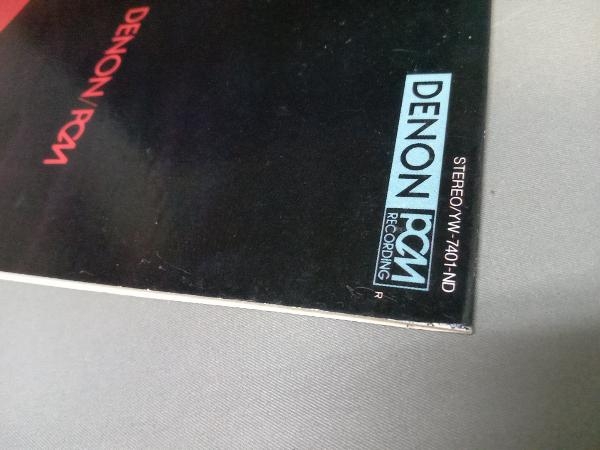 STEREO/YW-7401-ND
DENON PCM
RECORDING
R
DENON/PCM